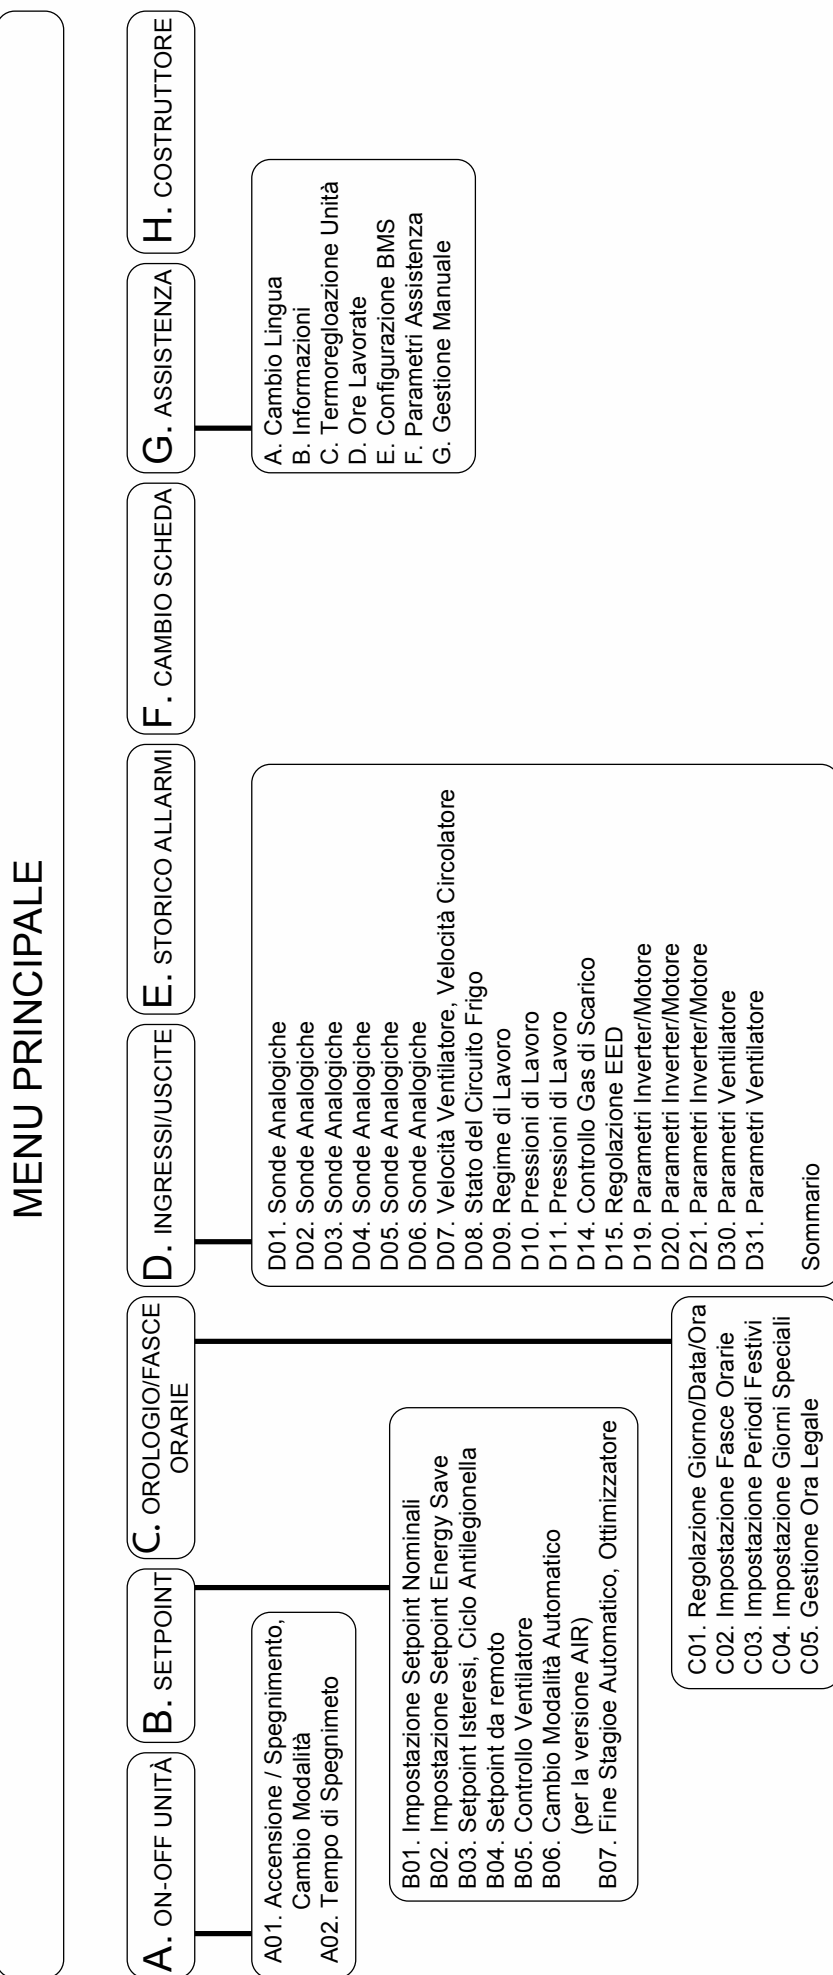 MENU PRINCIPALE
A. ON-OFF UNITÀ
B. SETPOINT
C. OROLOGIO/FASCE
ORARIE
D. INGRESSI/USCITE
E. STORICO ALLARMI
F. CAMBIO SCHEDA
G. ASSISTENZA
H. COSTRUTTORE
A01. Accensione / Spegnimento,
Cambio Modalità
A02. Tempo di Spegnimeto
B01. Impostazione Setpoint Nominali
B02. Impostazione Setpoint Energy Save
B03. Setpoint Isteresi, Ciclo Antilegionella
B04. Setpoint da remoto
B05. Controllo Ventilatore
B06. Cambio Modalità Automatico
(per la versione AIR)
B07. Fine Stagioe Automatico, Ottimizzatore
C01. Regolazione Giorno/Data/Ora
C02. Impostazione Fasce Orarie
C03. Impostazione Periodi Festivi
C04. Impostazione Giorni Speciali
C05. Gestione Ora Legale
D01. Sonde Analogiche
D02. Sonde Analogiche
D03. Sonde Analogiche
D04. Sonde Analogiche
D05. Sonde Analogiche
D06. Sonde Analogiche
D07. Velocità Ventilatore, Velocità Circolatore
D08. Stato del Circuito Frigo
D09. Regime di Lavoro
D10. Pressioni di Lavoro
D11. Pressioni di Lavoro
D14. Controllo Gas di Scarico
D15. Regolazione EED
D19. Parametri Inverter/Motore
D20. Parametri Inverter/Motore
D21. Parametri Inverter/Motore
D30. Parametri Ventilatore
D31. Parametri Ventilatore
Sommario
A. Cambio Lingua
B. Informazioni
C. Termoregloazione Unità
D. Ore Lavorate
E. Configurazione BMS
F. Parametri Assistenza
G. Gestione Manuale